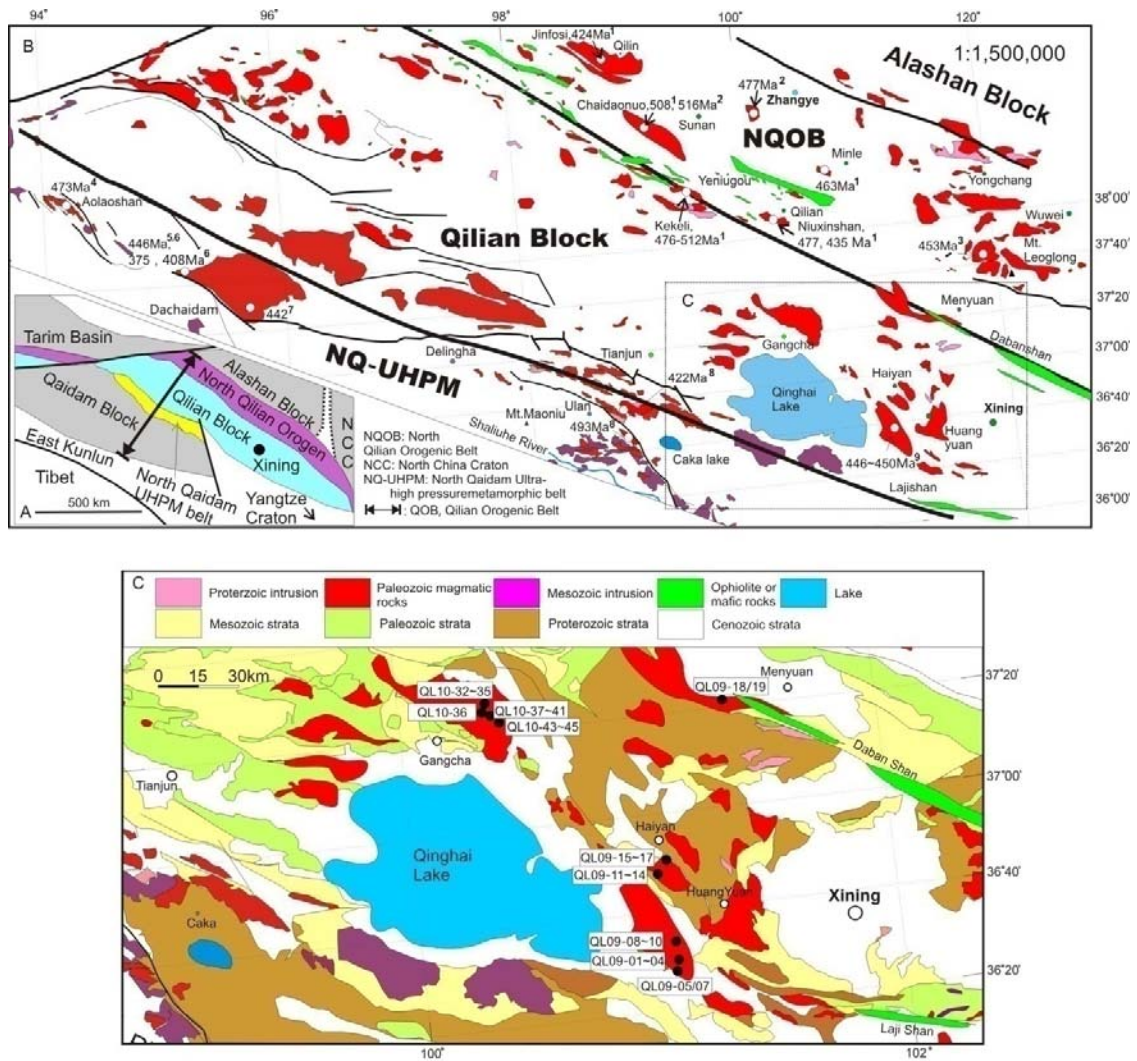 94°
96°
98°
100°
120°
B
Jinfosi,424Ma¹
Qilin
1:1,500,000
Alashan Block
477Ma²
Zhangye
Chaidaonuo,508,¹ 516Ma²
Sunan
NQOB
Minle
463Ma¹
Yongchang
38°00'
473Ma⁴
Aolaoshan
Yeniugou
Qilian
Wuwei
Kekeli,
476-512Ma¹
Niuxinshan,
477, 435 Ma¹
453Ma³
Mt.
Leoglong
37°40'
446Ma,⁵·⁶
375 , 408Ma⁶
Qilian Block
37°20'
442⁷
Dachaidam
C
Menyuan
Gangcha
Dabanshan
37°00'
NQ-UHPM
Delingha
Tianjun
422Ma⁸
Qinghai
Lake
Haiyan
36°40'
Xining
Huang
yuan
Mt.Maoniu
Ulan
493Ma⁸
Shaliuhe River
Caka lake
446~450Ma⁹
36°20'
Lajishan
36°00'
Tarim Basin
Alashan Block
Qaidam Block
North Qilian Orogen
Qilian Block
N
C
C
Xining
East Kunlun
Tibet
North Qaidam
UHPM belt
Yangtze
Craton
A
500 km
NQOB: North
Qilian Orogenic Belt
NCC: North China Craton
NQ-UHPM: North Qaidam Ultra-
high pressuremetamorphic belt
: QOB, Qilian Orogenic Belt
C
Proterzoic intrusion
Paleozoic magmatic
rocks
Mesozoic intrusion
Ophiolite or
mafic rocks
Lake
Mesozoic strata
Paleozoic strata
Proterozoic strata
Cenozoic strata
0 15 30km
QL10-32~35
QL10-36
QL10-37~41
QL10-43~45
QL09-18/19
Menyuan
37°20'
Gangcha
Tianjun
Daban Shan
37°00'
Haiyan
Qinghai
Lake
QL09-15~17
QL09-11~14
36°40'
HuangYuan
Xining
Caka
QL09-08~10
QL09-01~04
QL09-05/07
36°20'
Laji Shan
100°
102°